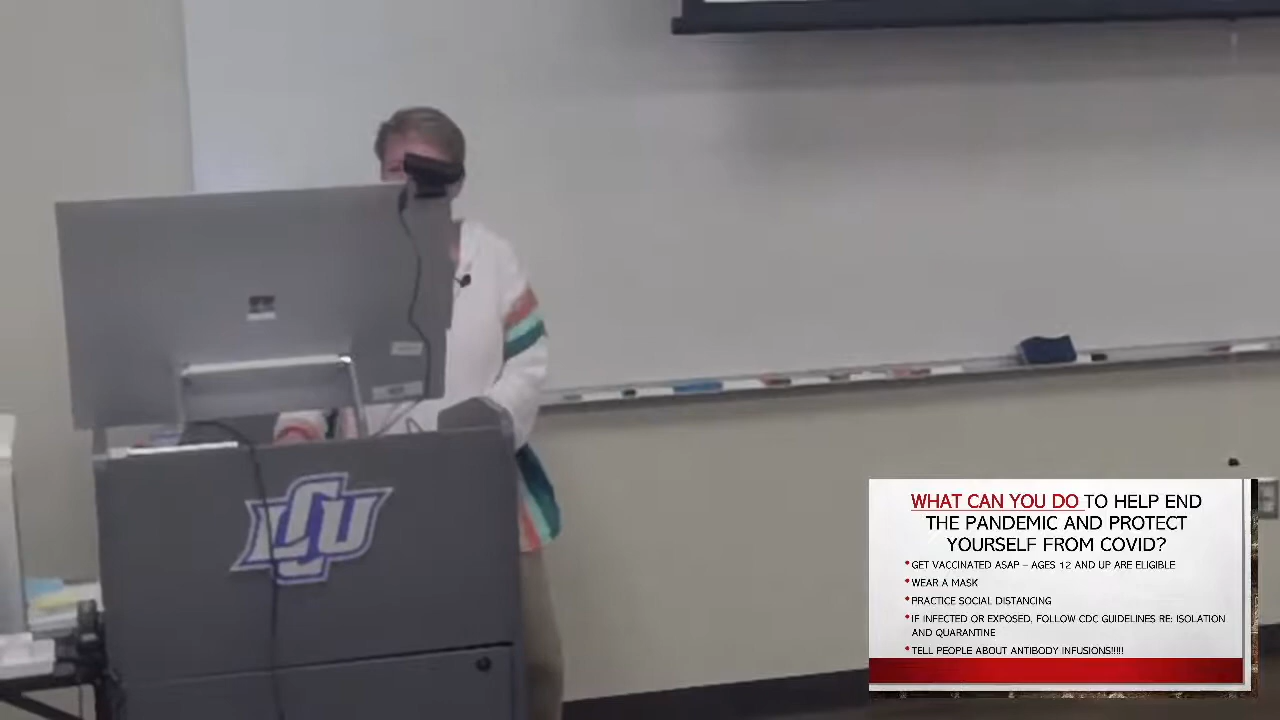 LCU
WHAT CAN YOU DO TO HELP END
THE PANDEMIC AND PROTECT
YOURSELF FROM COVID?
•GET VACCINATED ASAP – AGES 12 AND UP ARE ELIGIBLE
•WEAR A MASK
•PRACTICE SOCIAL DISTANCING
•IF INFECTED OR EXPOSED, FOLLOW CDC GUIDELINES RE: ISOLATION
AND QUARANTINE
•TELL PEOPLE ABOUT ANTIBODY INFUSIONS!!!!!